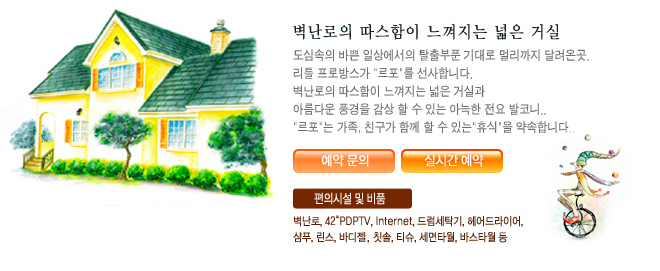 벽난로의 따스함이 느껴지는 넓은 거실
도심속의 바쁜 일상에서의 탈출부푼 기대로 멀리까지 달려온곳.
리틀 프로방스가 "르포"를 선사합니다.
벽난로의 따스함이 느껴지는 넓은 거실과
아름다운 풍경을 감상 할 수 있는 아늑한 전요 발코니..
"르포"는 가족, 친구가 함께 할 수 있는"휴식"을 약속합니다..
예약 문의 실시간 예약
편의시설 및 비품
벽난로, 42"PDPTV, Internet, 드럼세탁기, 헤어드라이어,
샴푸, 린스, 바디젤, 칫솔, 티슈, 세면타월, 바스타월 등